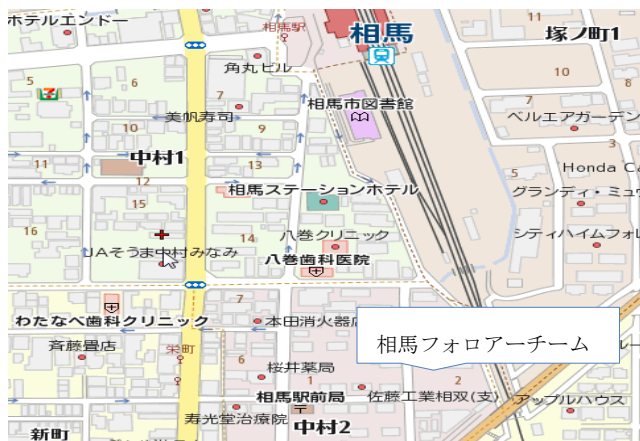 ホテルエンドー
相馬駅
相馬
塚ノ町1
角丸ビル
5
6
7
8
10
11
相馬市図書館
美帆寿司
7
ベルエアガーデン
10
9
3
11
中村1
13
5
Honda Ca
12
相馬ステーションホテル
グランディ・ミュ
15
16
14
八巻クリニック
シティハイムフォレ
JAそうま中村みなみ
八巻歯科医院
7
わたなべ歯科クリニック
本田消火器店
相馬フォロアーチーム
斉藤畳店
栄町
桜井薬局
1
2
相馬駅前局
佐藤工業相双(支)
アップルハウス
新町
寿光堂治療院
中村2